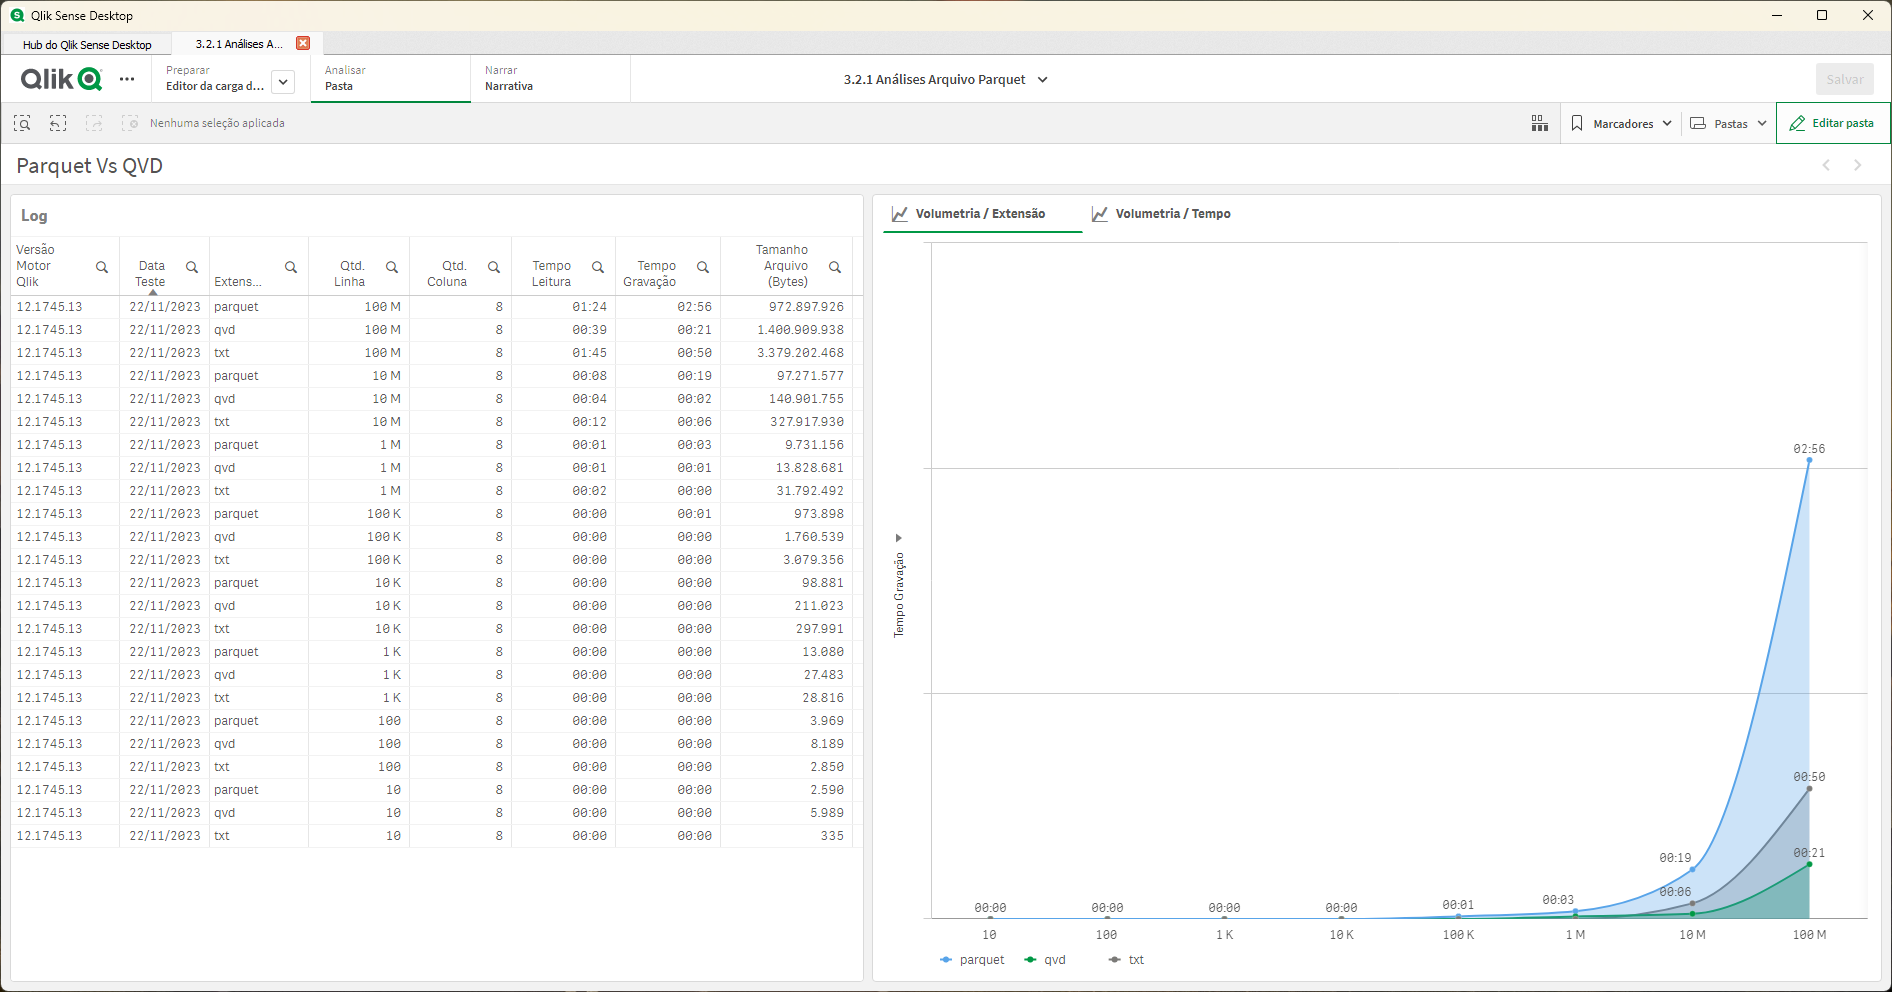 Qlik Sense Desktop
Hub do Qlik Sense Desktop
3.2.1 Análises A...
Qlik
Preparar
Editor da carga d...
Analisar
Pasta
Narrar
Narrativa
3.2.1 Análises Arquivo Parquet
Salvar
Nenhuma seleção aplicada
Marcadores
Pastas
Editar pasta
Parquet Vs QVD
Log
Versão Motor Qlik Data Teste Extens... Qtd. Linha Qtd. Coluna Tempo Leitura Tempo Gravação Tamanho Arquivo (Bytes)
12.1745.13 22/11/2023 parquet 100 M 8 01:24 02:56 972.897.926
12.1745.13 22/11/2023 qvd 100 M 8 00:39 00:21 1.400.909.938
12.1745.13 22/11/2023 txt 100 M 8 01:45 00:50 3.379.202.468
12.1745.13 22/11/2023 parquet 10 M 8 00:08 00:19 97.271.577
12.1745.13 22/11/2023 qvd 10 M 8 00:04 00:02 140.901.755
12.1745.13 22/11/2023 txt 10 M 8 00:12 00:06 327.917.930
12.1745.13 22/11/2023 parquet 1 M 8 00:01 00:03 9.731.156
12.1745.13 22/11/2023 qvd 1 M 8 00:01 00:01 13.828.681
12.1745.13 22/11/2023 txt 1 M 8 00:02 00:00 31.792.492
12.1745.13 22/11/2023 parquet 100 K 8 00:00 00:01 973.898
12.1745.13 22/11/2023 qvd 100 K 8 00:00 00:00 1.760.539
12.1745.13 22/11/2023 txt 100 K 8 00:00 00:00 3.079.356
12.1745.13 22/11/2023 parquet 10 K 8 00:00 00:00 98.881
12.1745.13 22/11/2023 qvd 10 K 8 00:00 00:00 211.023
12.1745.13 22/11/2023 txt 10 K 8 00:00 00:00 297.991
12.1745.13 22/11/2023 parquet 1 K 8 00:00 00:00 13.080
12.1745.13 22/11/2023 qvd 1 K 8 00:00 00:00 27.483
12.1745.13 22/11/2023 txt 1 K 8 00:00 00:00 28.816
12.1745.13 22/11/2023 parquet 100 8 00:00 00:00 3.969
12.1745.13 22/11/2023 qvd 100 8 00:00 00:00 8.189
12.1745.13 22/11/2023 txt 100 8 00:00 00:00 2.850
12.1745.13 22/11/2023 parquet 10 8 00:00 00:00 2.590
12.1745.13 22/11/2023 qvd 10 8 00:00 00:00 5.989
12.1745.13 22/11/2023 txt 10 8 00:00 00:00 335
Volumetria / Extensão
Volumetria / Tempo
Tempo Gravação
02:56
00:50
00:21
00:19
00:06
00:00 00:00 00:00 00:00 00:01 00:03
10 100 1 K 10 K 100 K 1 M 10 M 100 M
parquet qvd txt